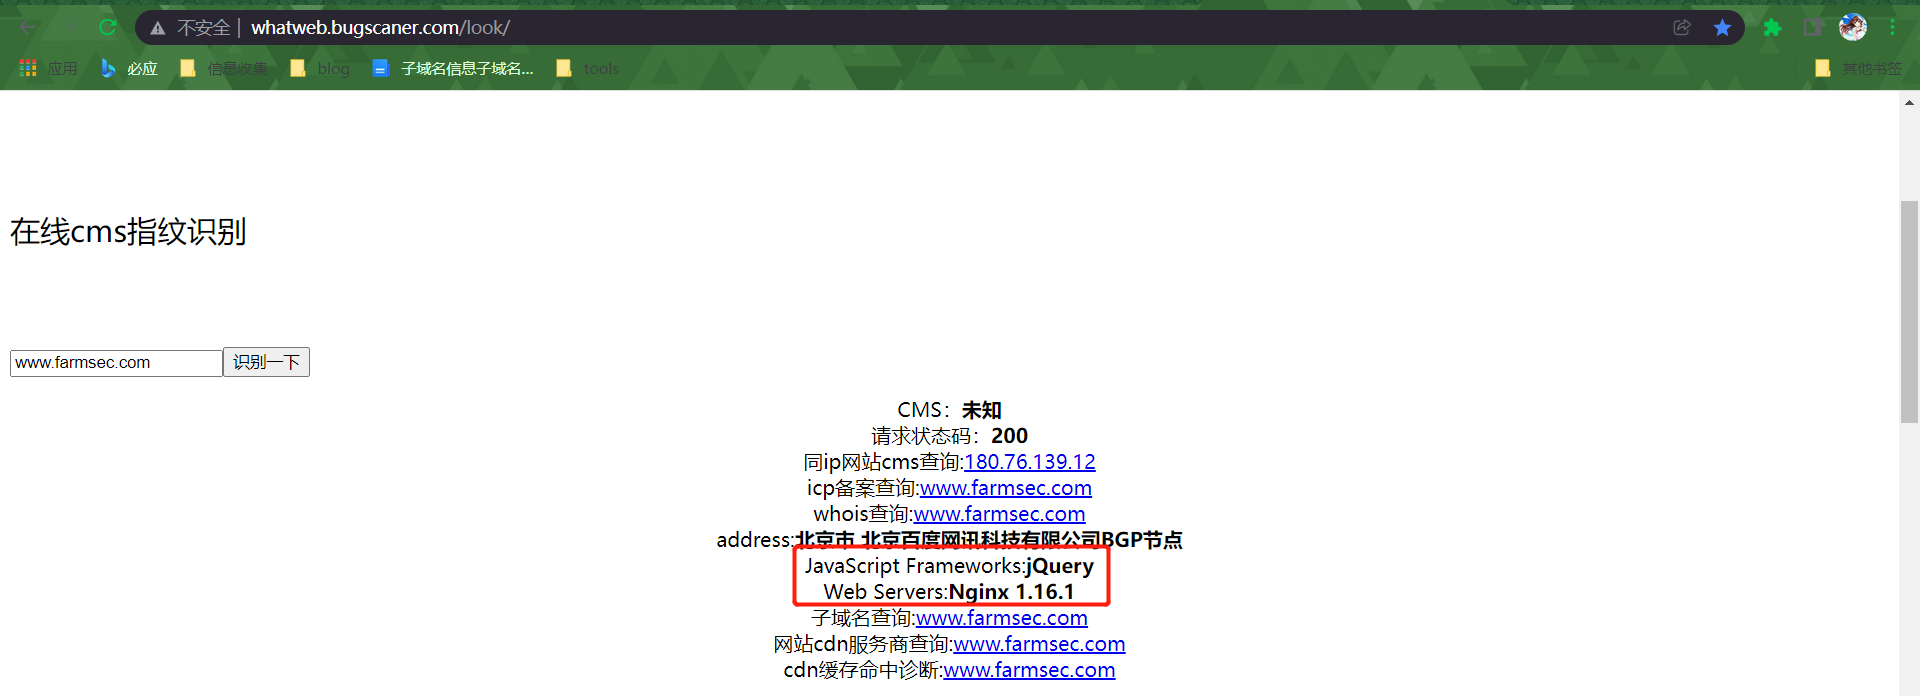 不安全 | whatweb.bugscaner.com/look/
应用 必应 信息收集 blog 子域名信息子域名... tools 其他书签
在线cms指纹识别
www.farmsec.com 识别一下
CMS：未知
请求状态码：200
同ip网站cms查询:180.76.139.12
icp备案查询:www.farmsec.com
whois查询:www.farmsec.com
address:北京市 北京百度网讯科技有限公司BGP节点
JavaScript Frameworks:jQuery
Web Servers:Nginx 1.16.1
子域名查询:www.farmsec.com
网站cdn服务商查询:www.farmsec.com
cdn缓存命中诊断:www.farmsec.com